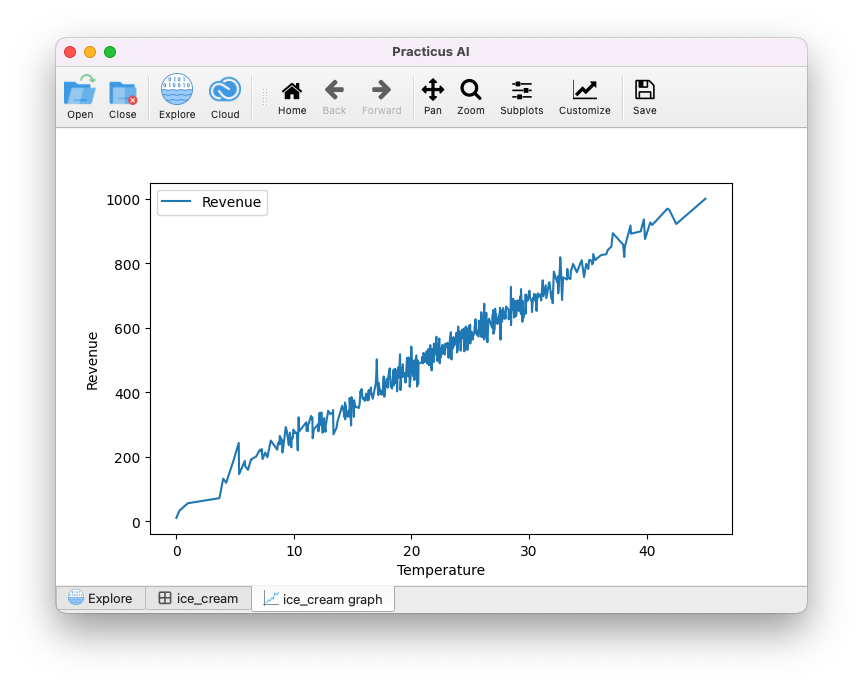 Practicus AI
Open Close Explore Cloud Home Back Forward Pan Zoom Subplots Customize Save
Revenue
1000
800
600
400
200
0
Revenue
0 10 20 30 40
Temperature
Explore ice_cream ice_cream graph